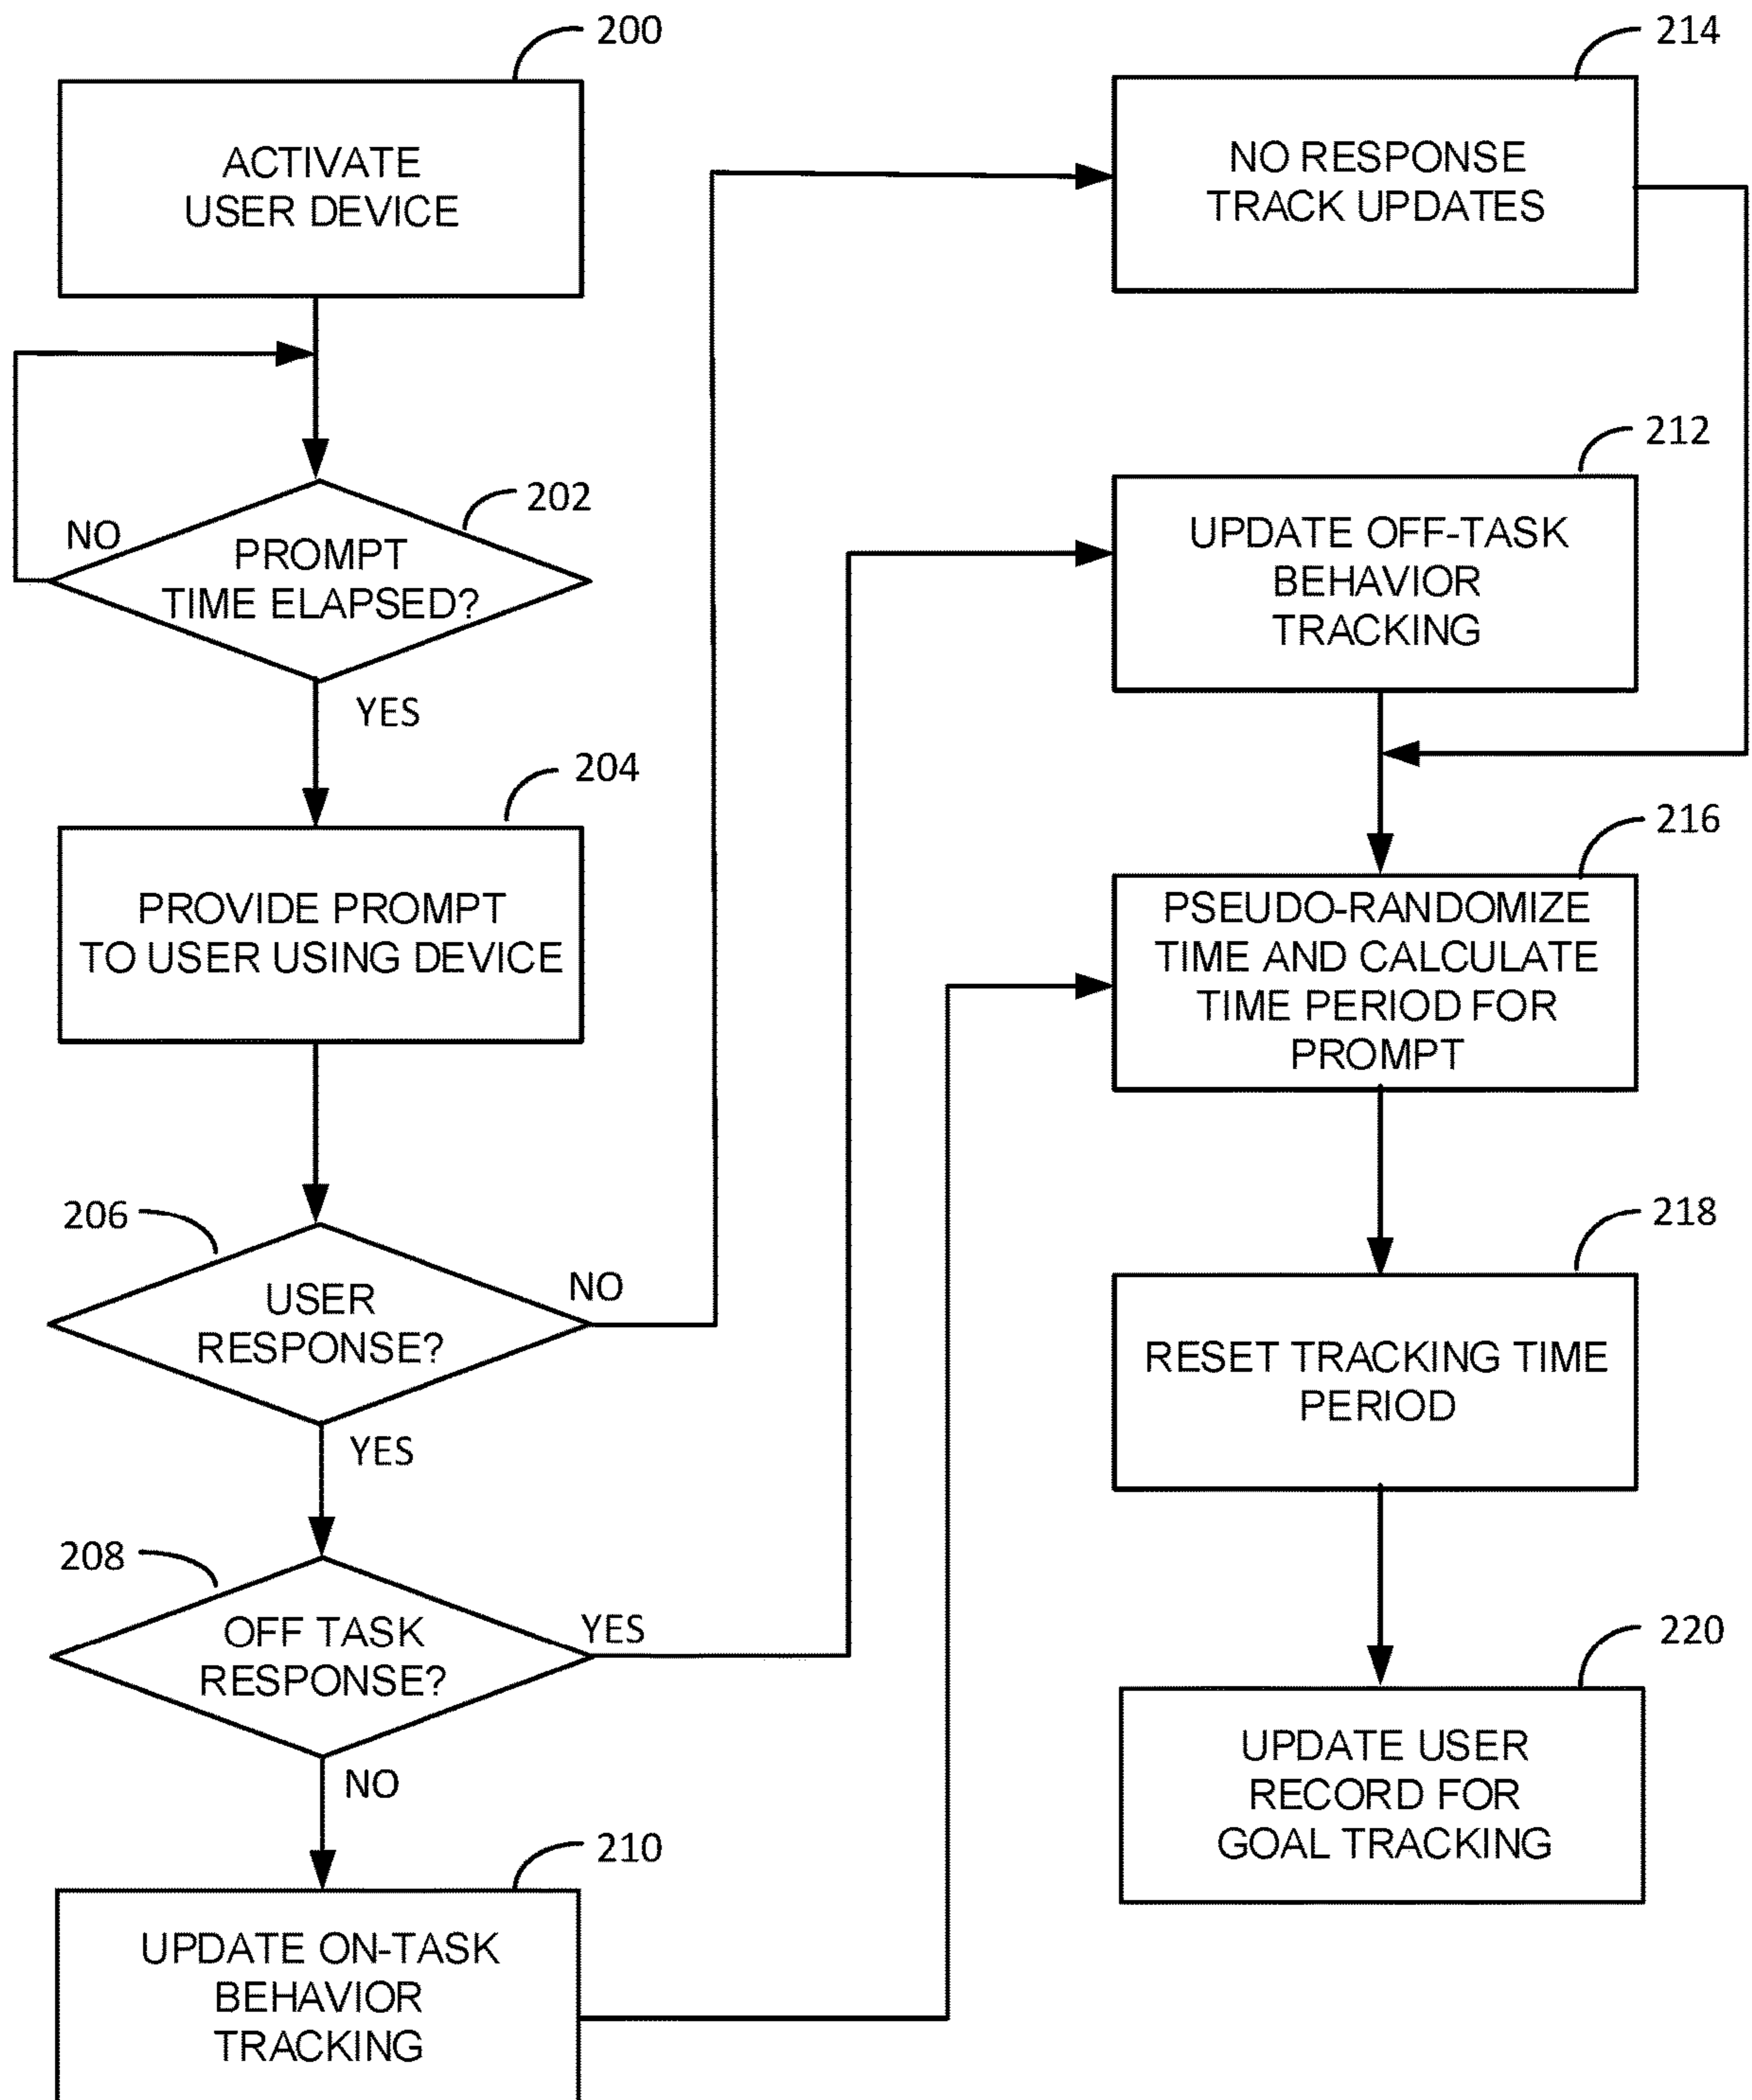 200
ACTIVATE
USER DEVICE
NO
202
PROMPT
TIME ELAPSED?
YES
204
PROVIDE PROMPT
TO USER USING DEVICE
206
USER
RESPONSE?
NO
YES
208
OFF TASK
RESPONSE?
YES
NO
210
UPDATE ON-TASK
BEHAVIOR
TRACKING
214
NO RESPONSE
TRACK UPDATES
212
UPDATE OFF-TASK
BEHAVIOR
TRACKING
216
PSEUDO-RANDOMIZE
TIME AND CALCULATE
TIME PERIOD FOR
PROMPT
218
RESET TRACKING TIME
PERIOD
220
UPDATE USER
RECORD FOR
GOAL TRACKING